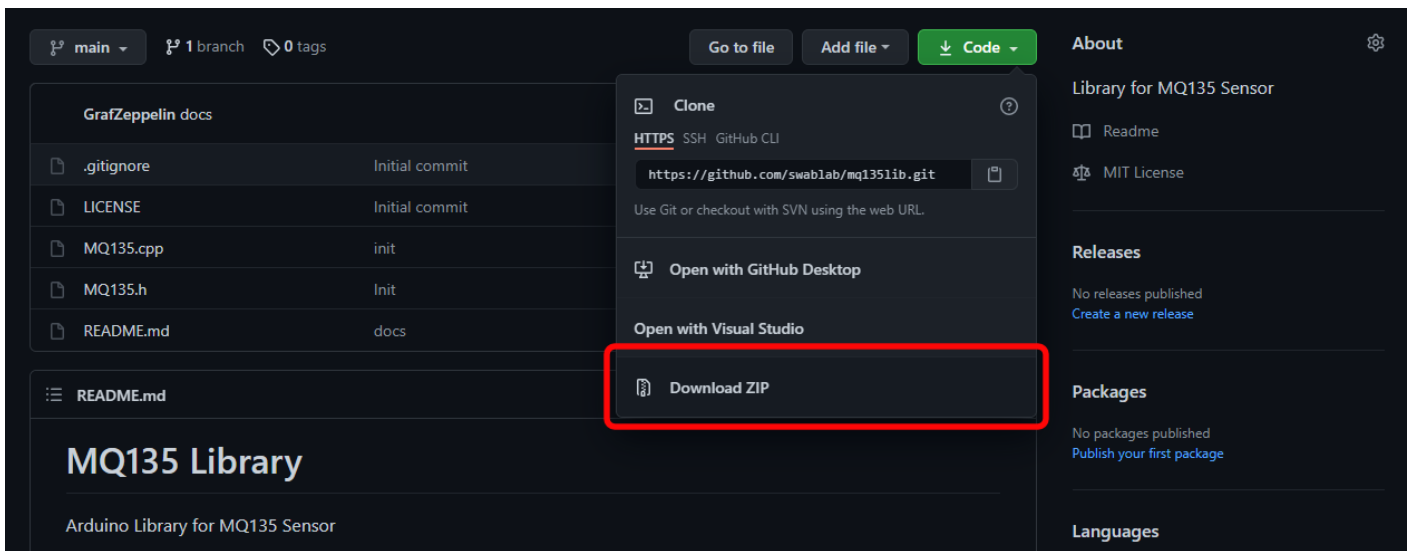 main
1 branch
0 tags
Go to file
Add file
Code
GrafZeppelin docs
.gitignore
Initial commit
LICENSE
Initial commit
MQ135.cpp
init
MQ135.h
Init
README.md
docs
README.md
MQ135 Library
Arduino Library for MQ135 Sensor
Clone
HTTPS SSH GitHub CLI
https://github.com/swablab/mq135lib.git
Use Git or checkout with SVN using the web URL.
Open with GitHub Desktop
Open with Visual Studio
Download ZIP
About
Library for MQ135 Sensor
Readme
MIT License
Releases
No releases published
Create a new release
Packages
No packages published
Publish your first package
Languages